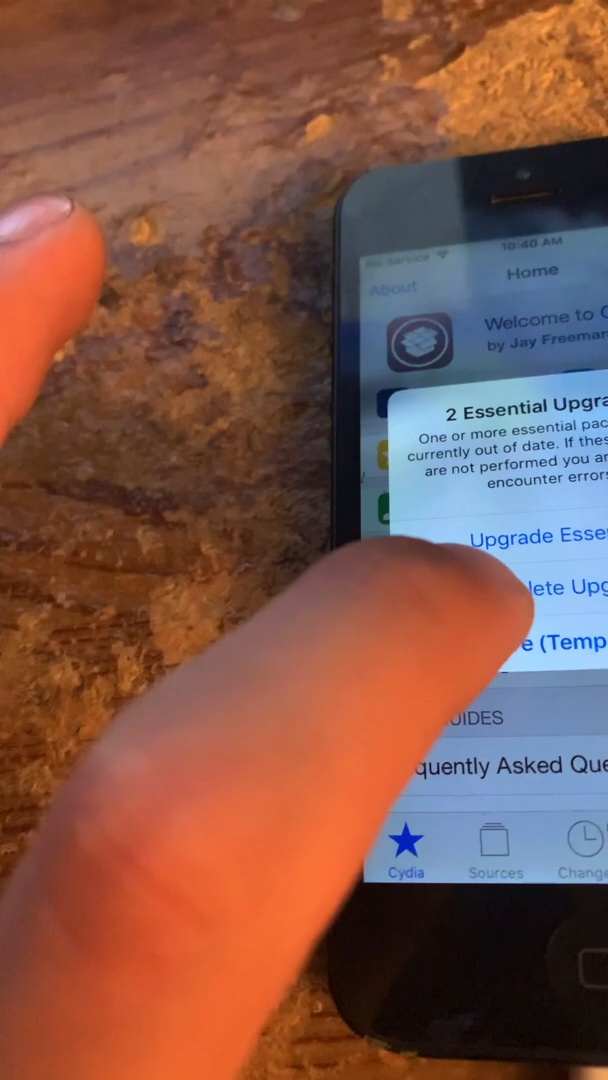 No Service 10:40 AM
About Home
Welcome to
by Jay Freeman
2 Essential Upgra
One or more essential pac
currently out of date. If thes
are not performed you ar
encounter errors
Upgrade Essen
lete Upg
e (Temp
UIDES
quently Asked Que
Cydia Sources Change